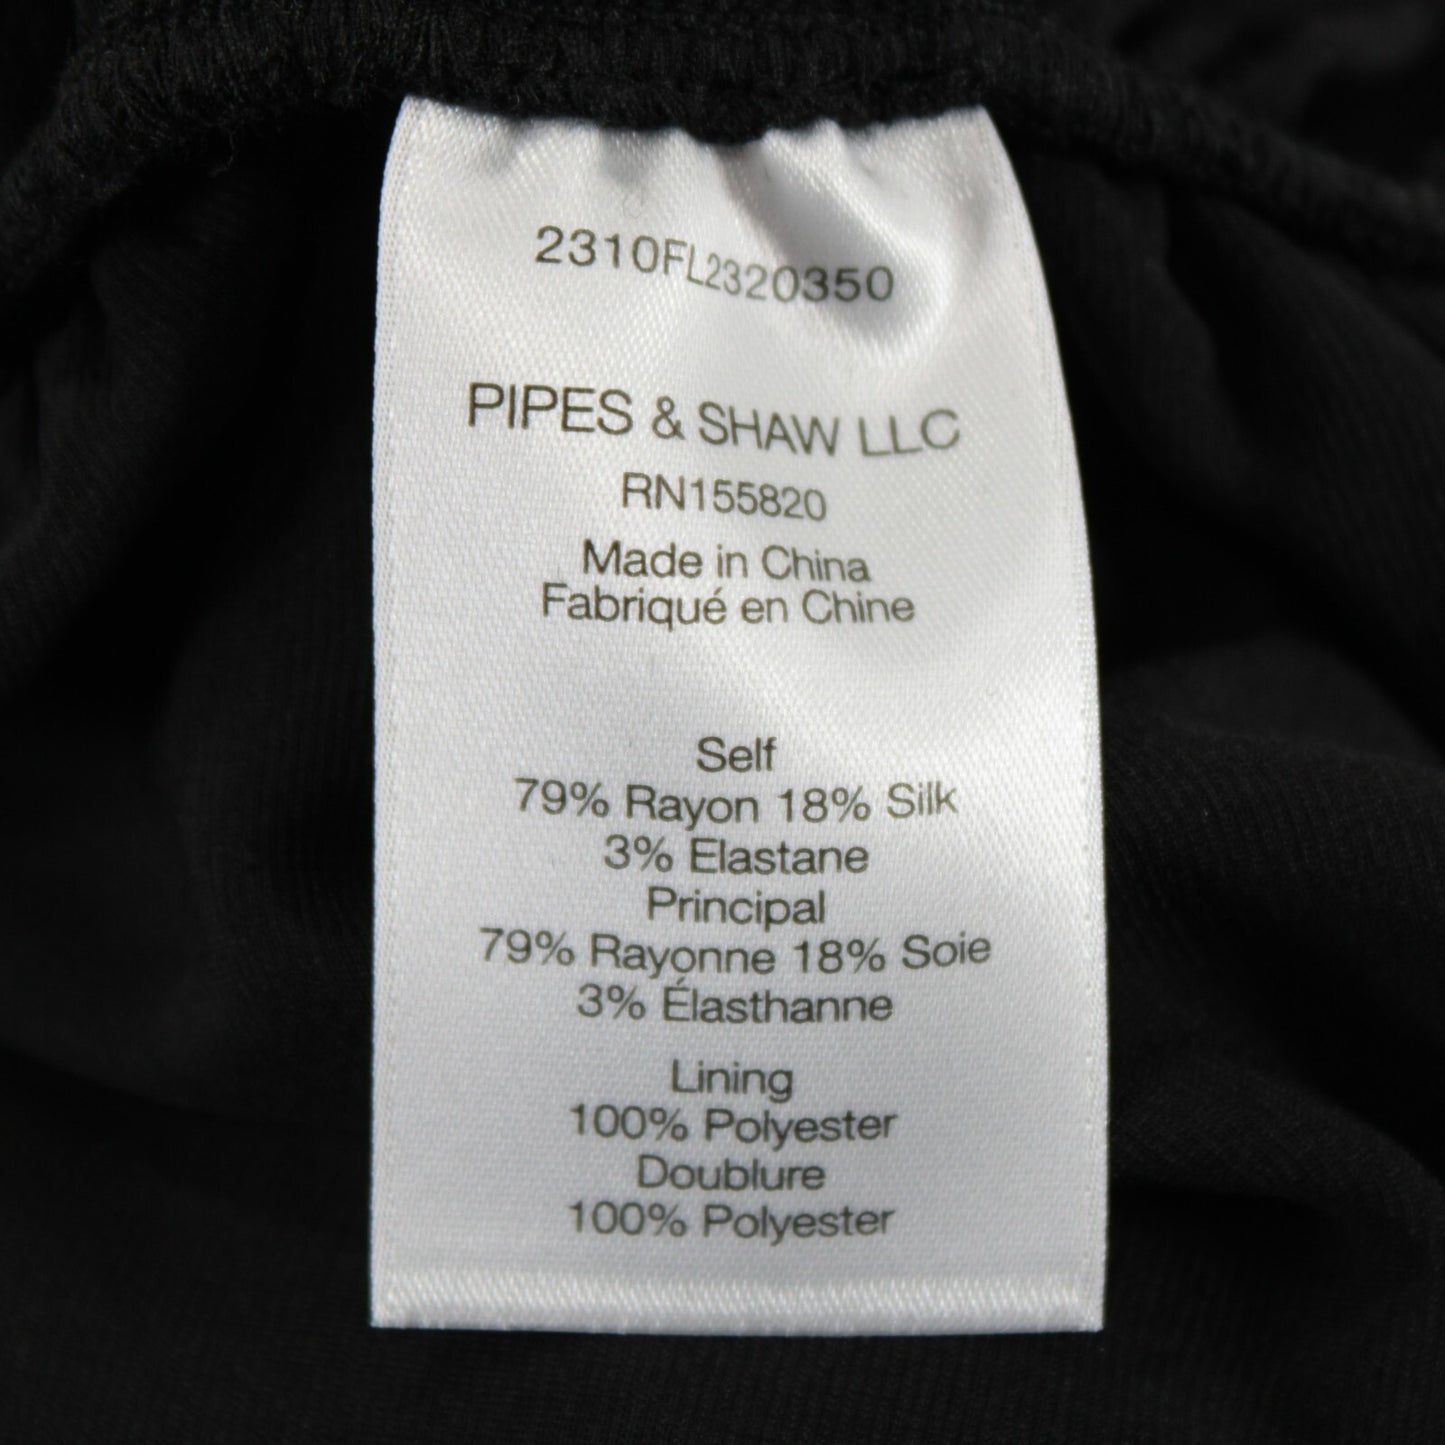 2310FL2320350
PIPES & SHAW LLC
RN155820
Made in China
Fabriqué en Chine
Self
79% Rayon 18% Silk
3% Elastane
Principal
79% Rayonne 18% Soie
3% Élasthanne
Lining
100% Polyester
Doublure
100% Polyester